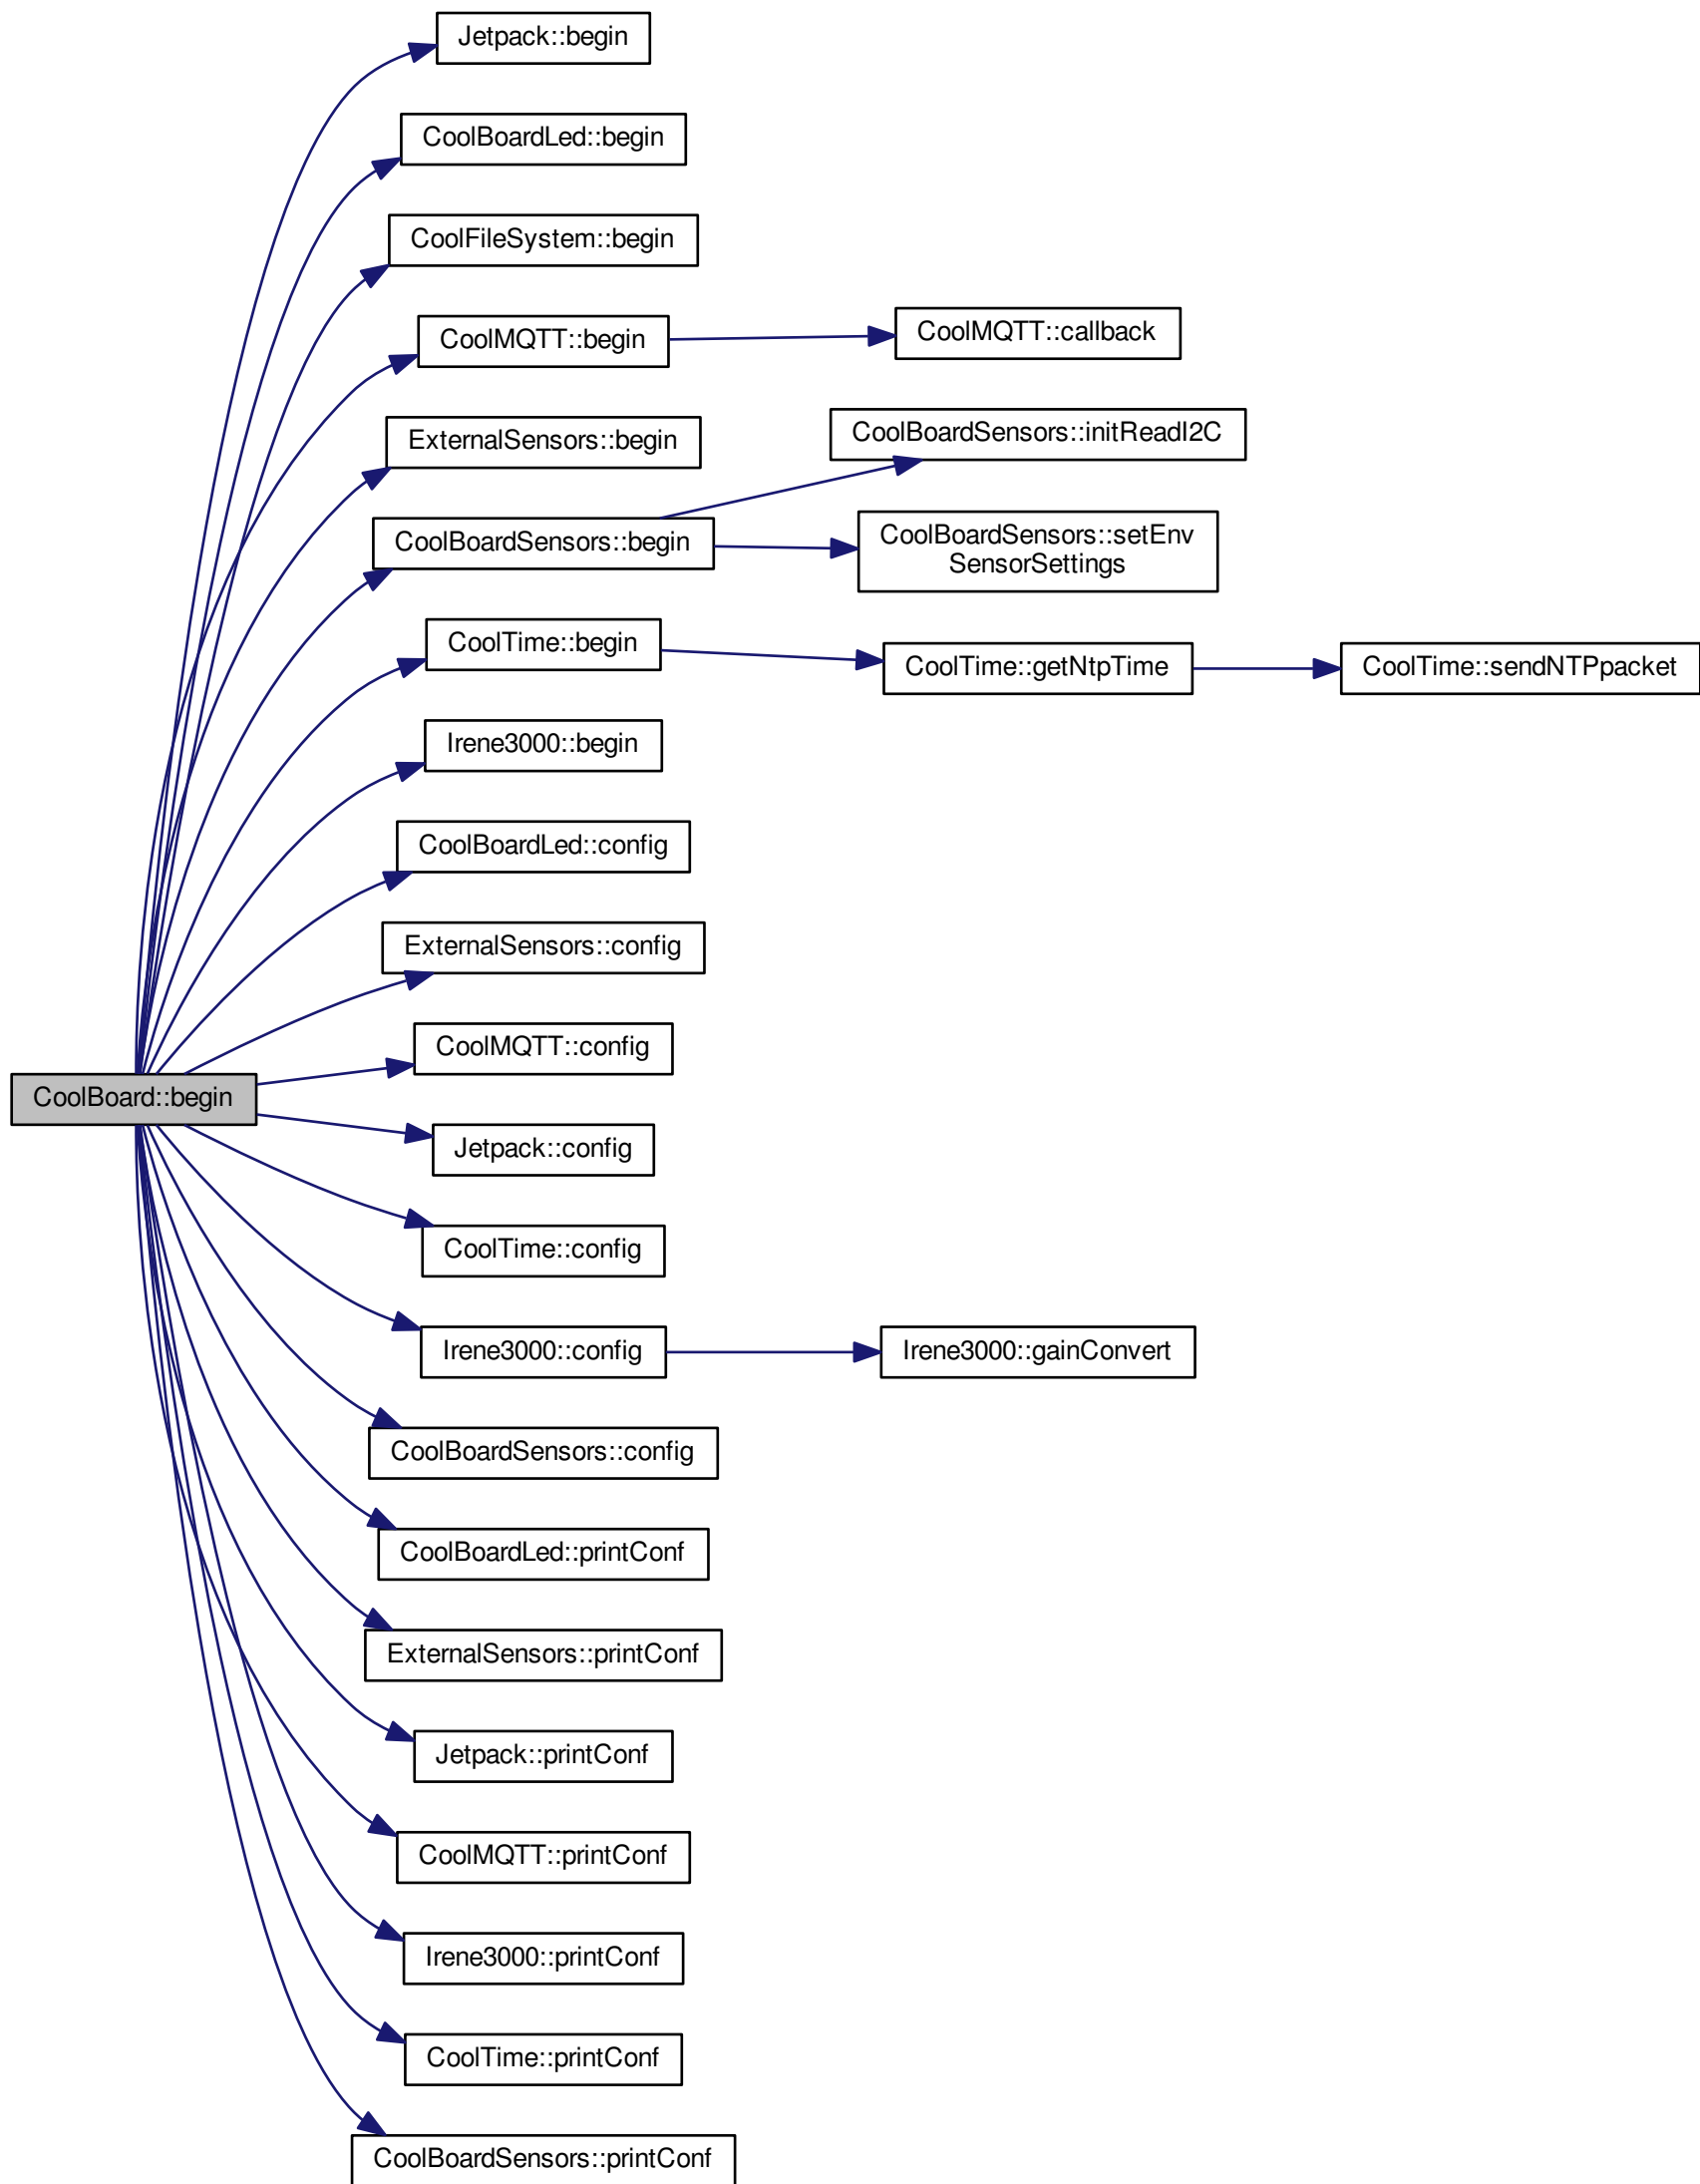 Jetpack::begin
CoolBoardLed::begin
CoolFileSystem::begin
CoolMQTT::begin
CoolMQTT::callback
ExternalSensors::begin
CoolBoardSensors::initReadI2C
CoolBoardSensors::begin
CoolBoardSensors::setEnv
SensorSettings
CoolTime::begin
CoolTime::getNtpTime
CoolTime::sendNTPpacket
Irene3000::begin
CoolBoardLed::config
ExternalSensors::config
CoolMQTT::config
CoolBoard::begin
Jetpack::config
CoolTime::config
Irene3000::config
Irene3000::gainConvert
CoolBoardSensors::config
CoolBoardLed::printConf
ExternalSensors::printConf
Jetpack::printConf
CoolMQTT::printConf
Irene3000::printConf
CoolTime::printConf
CoolBoardSensors::printConf